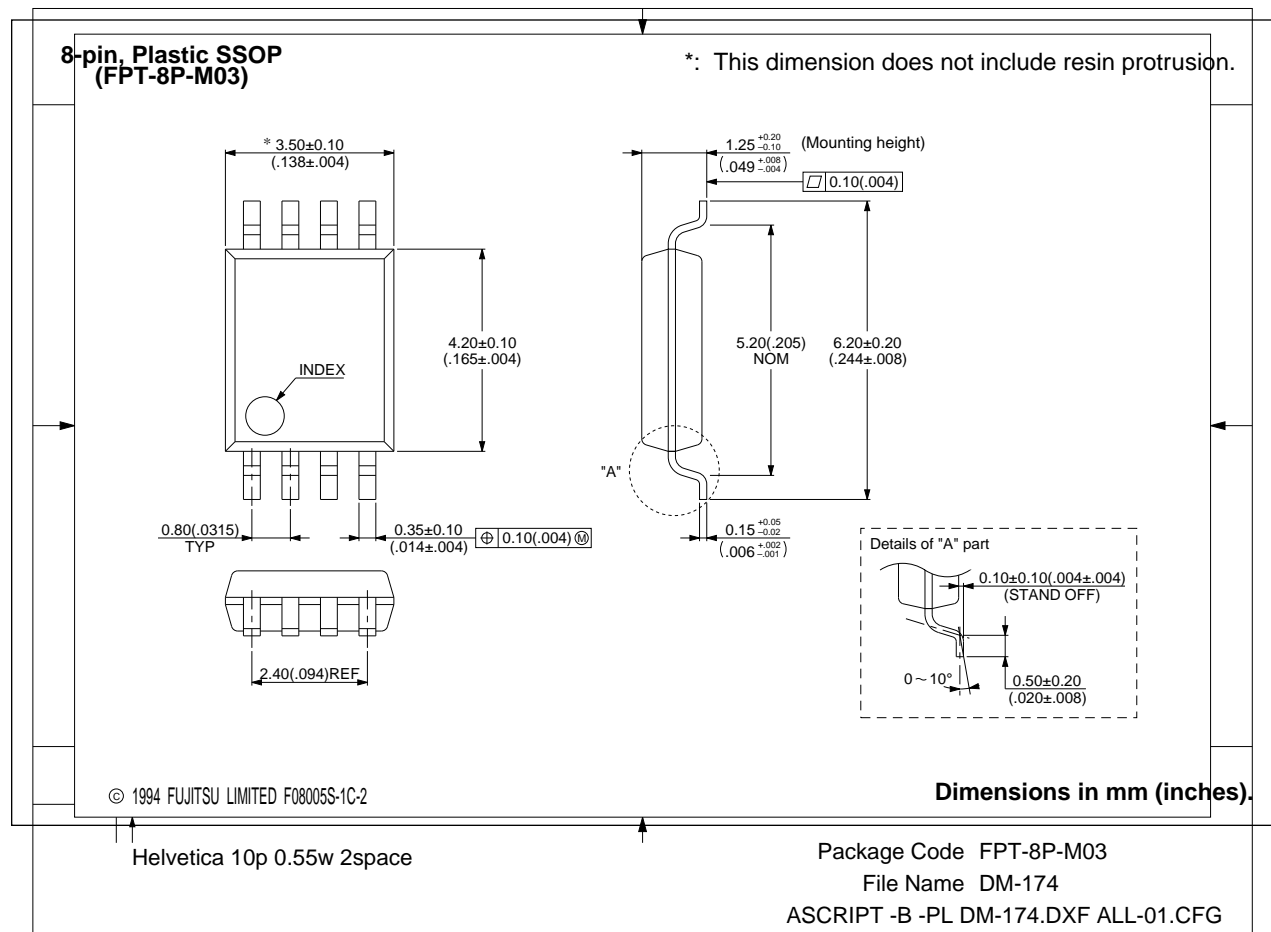 8-pin, Plastic SSOP
(FPT-8P-M03)
*: This dimension does not include resin protrusion.
* 3.50±0.10
(.138±.004)
1.25 +0.20 –0.10 (Mounting height)
(.049 +.008 –.004)
0.10(.004)
4.20±0.10
(.165±.004)
INDEX
5.20(.205)
NOM
6.20±0.20
(.244±.008)
"A"
0.80(.0315)
TYP
0.35±0.10
(.014±.004)
⌖ 0.10(.004) Ⓜ
0.15 +0.05 –0.02
(.006 +.002 –.001)
2.40(.094)REF
Details of "A" part
0.10±0.10(.004±.004)
(STAND OFF)
0～10°
0.50±0.20
(.020±.008)
© 1994 FUJITSU LIMITED F08005S-1C-2
Dimensions in mm (inches).
Helvetica 10p 0.55w 2space
Package Code FPT-8P-M03
File Name DM-174
ASCRIPT -B -PL DM-174.DXF ALL-01.CFG